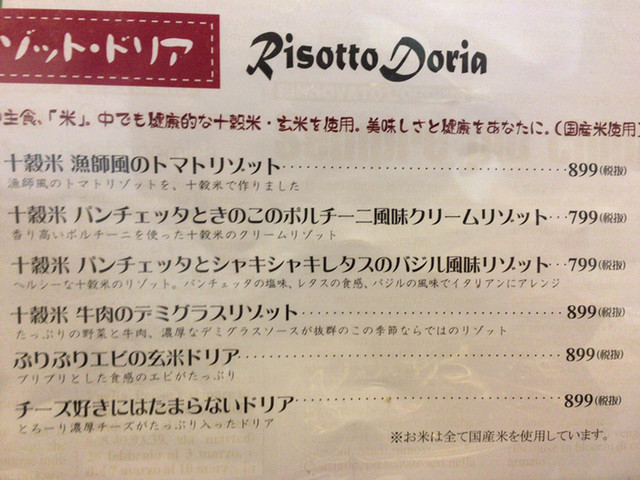 ゾット・ドリア
Risotto Doria
主食、「米」。中でも健康的な十穀米・玄米を使用。美味しさと健康をあなたに。(国産米使用)
十穀米 漁師風のトマトリゾット 899(税抜)
漁師風のトマトリゾットを、十穀米で作りました
十穀米 パンチェッタときのこのポルチーニ風味クリームリゾット 799(税抜)
香り高いポルチーニを使った十穀米のクリームリゾット
十穀米 パンチェッタとシャキシャキレタスのバジル風味リゾット 799(税抜)
ヘルシーな十穀米のリゾット。パンチェッタの塩味、レタスの食感、バジルの風味でイタリアンにアレンジ
十穀米 牛肉のデミグラスリゾット 899(税抜)
たっぷりの野菜と牛肉、濃厚なデミグラスソースが抜群のこの季節ならではのリゾット
ぷりぷりエビの玄米ドリア 899(税抜)
プリプリとした食感のエビがたっぷり
チーズ好きにはたまらないドリア 899(税抜)
とろーり濃厚チーズがたっぷり入ったドリア
※お米は全て国産米を使用しています。